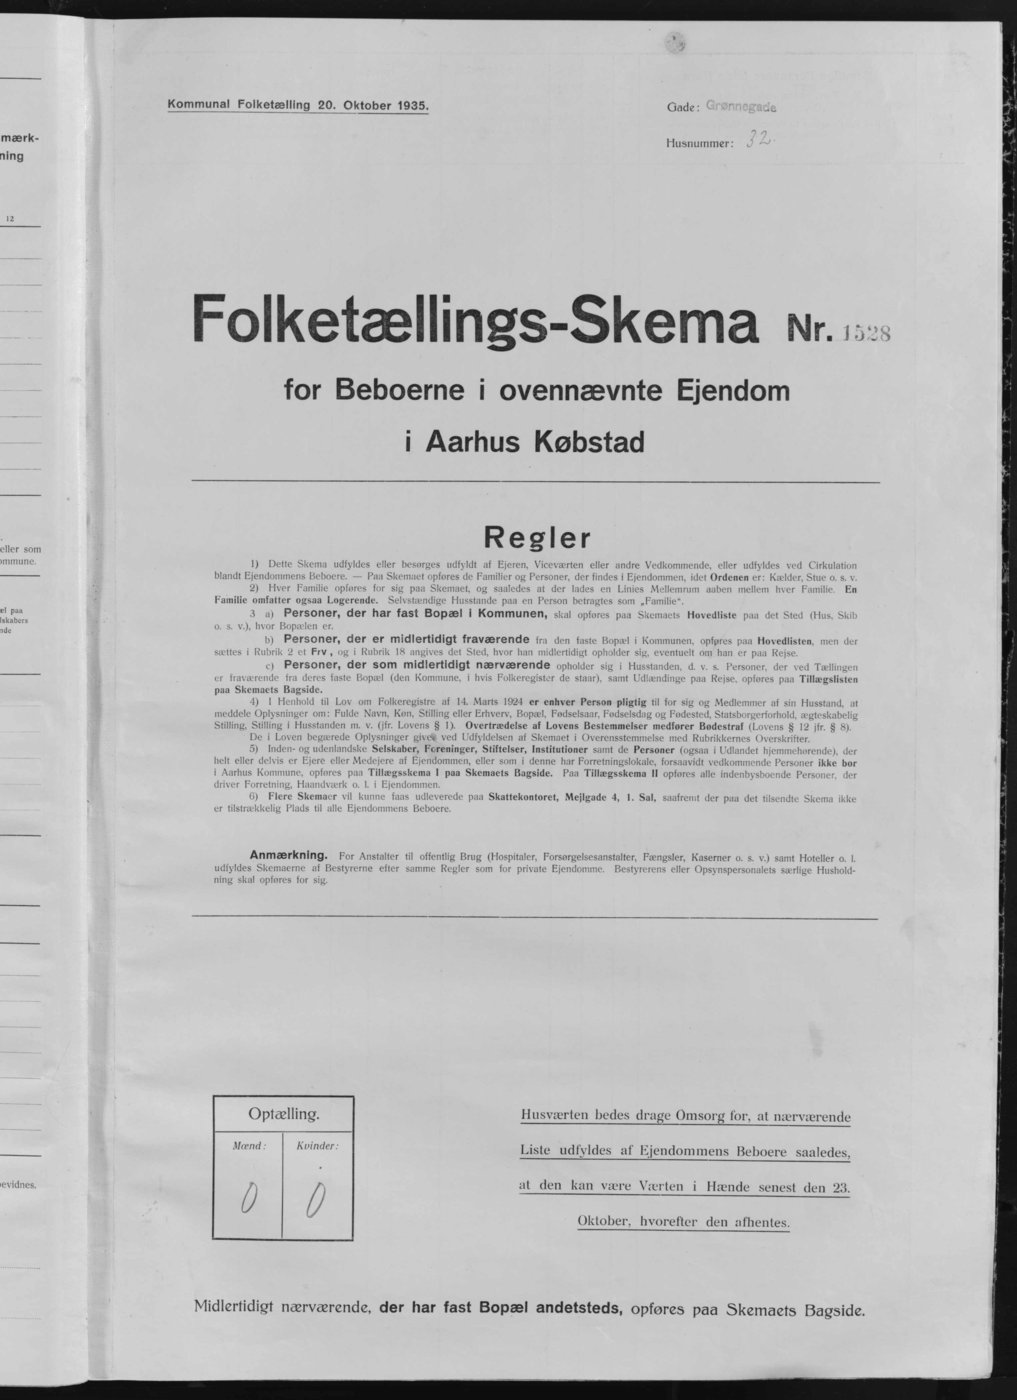 mærk-
ning
12
eller som
ommune.
el paa
lskabers
nde
evidnes.
Kommunal Folketælling 20. Oktober 1935.
Gade: Grønnegade
Husnummer: 32
Folketællings-Skema Nr. 1528
for Beboerne i ovennævnte Ejendom
i Aarhus Købstad
Regler
1) Dette Skema udfyldes eller besørges udfyldt af Ejeren, Viceværten eller andre Vedkommende, eller udfyldes ved Cirkulation
blandt Ejendommens Beboere. — Paa Skemaet opføres de Familier og Personer, der findes i Ejendommen, idet Ordenen er: Kælder, Stue o. s. v.
2) Hver Familie opføres for sig paa Skemaet, og saaledes at der lades en Linies Mellemrum aaben mellem hver Familie. En
Familie omfatter ogsaa Logerende. Selvstændige Husstande paa en Person betragtes som „Familie“.
3 a) Personer, der har fast Bopæl i Kommunen, skal opføres paa Skemaets Hovedliste paa det Sted (Hus, Skib
o. s. v.), hvor Bopælen er.
b) Personer, der er midlertidigt fraværende fra den faste Bopæl i Kommunen, opføres paa Hovedlisten, men der
sættes i Rubrik 2 et Frv, og i Rubrik 18 angives det Sted, hvor han midlertidigt opholder sig, eventuelt om han er paa Rejse.
c) Personer, der som midlertidigt nærværende opholder sig i Husstanden, d. v. s. Personer, der ved Tællingen
er fraværende fra deres faste Bopæl (den Kommune, i hvis Folkeregister de staar), samt Udlændinge paa Rejse, opføres paa Tillægslisten
paa Skemaets Bagside.
4) I Henhold til Lov om Folkeregistre af 14. Marts 1924 er enhver Person pligtig til for sig og Medlemmer af sin Husstand, at
meddele Oplysninger om: Fulde Navn, Køn, Stilling eller Erhverv, Bopæl, Fødselsaar, Fødselsdag og Fødested, Statsborgerforhold, ægteskabelig
Stilling, Stilling i Husstanden m. v. (jfr. Lovens § 1). Overtrædelse af Lovens Bestemmelser medfører Bødestraf (Lovens § 12 jfr. § 8).
De i Loven begærede Oplysninger gives ved Udfyldelsen af Skemaet i Overensstemmelse med Rubrikkernes Overskrifter.
5) Inden- og udenlandske Selskaber, Foreninger, Stiftelser, Institutioner samt de Personer (ogsaa i Udlandet hjemmehørende), der
helt eller delvis er Ejere eller Medejere af Ejendommen, eller som i denne har Forretningslokale, forsaavidt vedkommende Personer ikke bor
i Aarhus Kommune, opføres paa Tillægsskema I paa Skemaets Bagside. Paa Tillægsskema II opføres alle indenbysboende Personer, der
driver Forretning, Haandværk o. l. i Ejendommen.
6) Flere Skemaer vil kunne faas udleverede paa Skattekontoret, Mejlgade 4, 1. Sal, saafremt der paa det tilsendte Skema ikke
er tilstrækkelig Plads til alle Ejendommens Beboere.
Anmærkning. For Anstalter til offentlig Brug (Hospitaler, Forsørgelsesanstalter, Fængsler, Kaserner o. s. v.) samt Hoteller o. l.
udfyldes Skemaerne af Bestyrerne efter samme Regler som for private Ejendomme. Bestyrerens eller Opsynspersonalets særlige Hushold-
ning skal opføres for sig.
Optælling.
Mænd: Kvinder:
0 0
Husværten bedes drage Omsorg for, at nærværende
Liste udfyldes af Ejendommens Beboere saaledes,
at den kan være Værten i Hænde senest den 23.
Oktober, hvorefter den afhentes.
Midlertidigt nærværende, der har fast Bopæl andetsteds, opføres paa Skemaets Bagside.